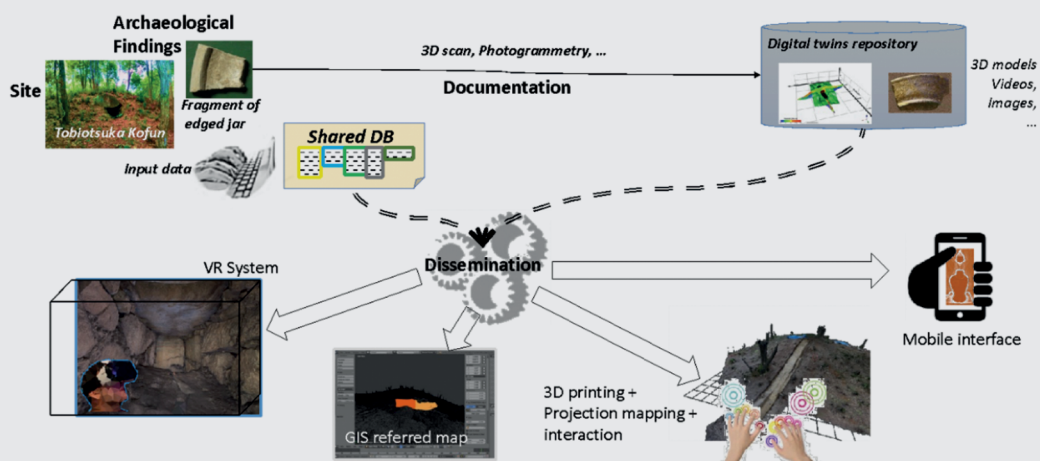 Archaeological
Findings
Site
Tobiotsuka Kofun
Fragment of
edged jar
Input data
Shared DB
3D scan, Photogrammetry, ...
Documentation
Digital twins repository
3D models
Videos,
Images,
...
Dissemination
VR System
GIS referred map
3D printing +
Projection mapping +
interaction
Mobile interface